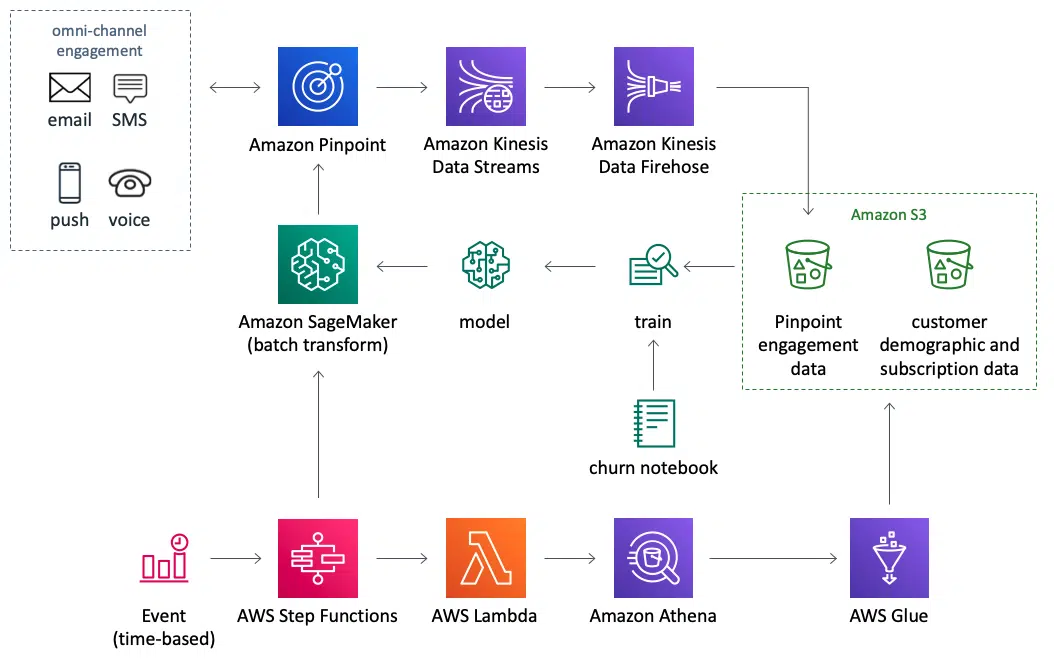 omni-channel
engagement
email
SMS
push
voice
Amazon Pinpoint
Amazon Kinesis
Data Streams
Amazon Kinesis
Data Firehose
Amazon S3
Pinpoint
engagement
data
customer
demographic and
subscription data
Amazon SageMaker
(batch transform)
model
train
churn notebook
Event
(time-based)
AWS Step Functions
AWS Lambda
Amazon Athena
AWS Glue